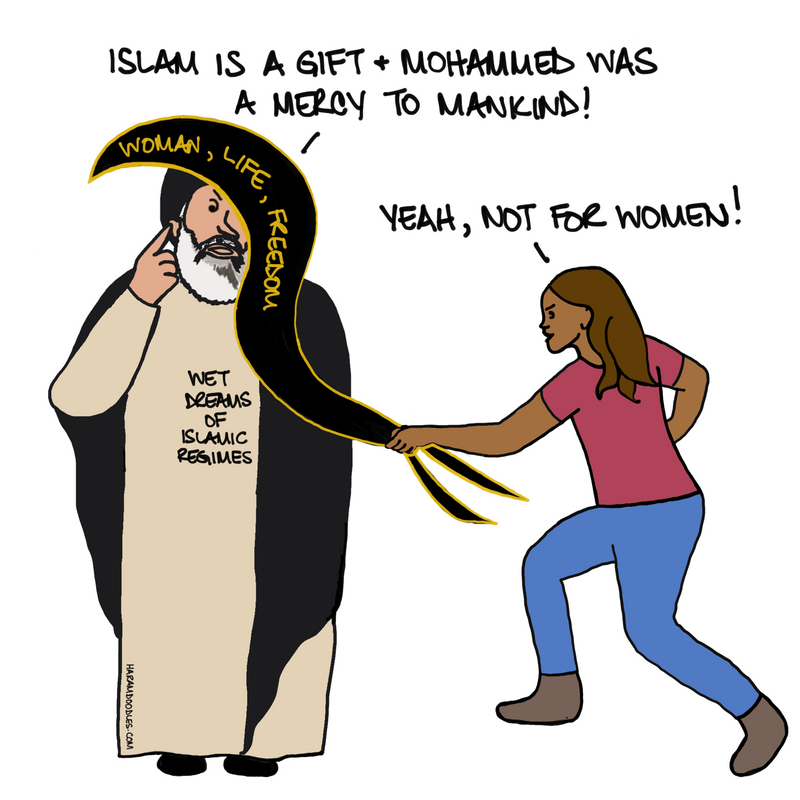 ISLAM IS A GIFT + MOHAMMED WAS
A MERCY TO MANKIND!
WOMAN, LIFE, FREEDOM
YEAH, NOT FOR WOMEN!
WET
DREAMS
OF
ISLAMIC
REGIMES
HARAMDOODLES.COM